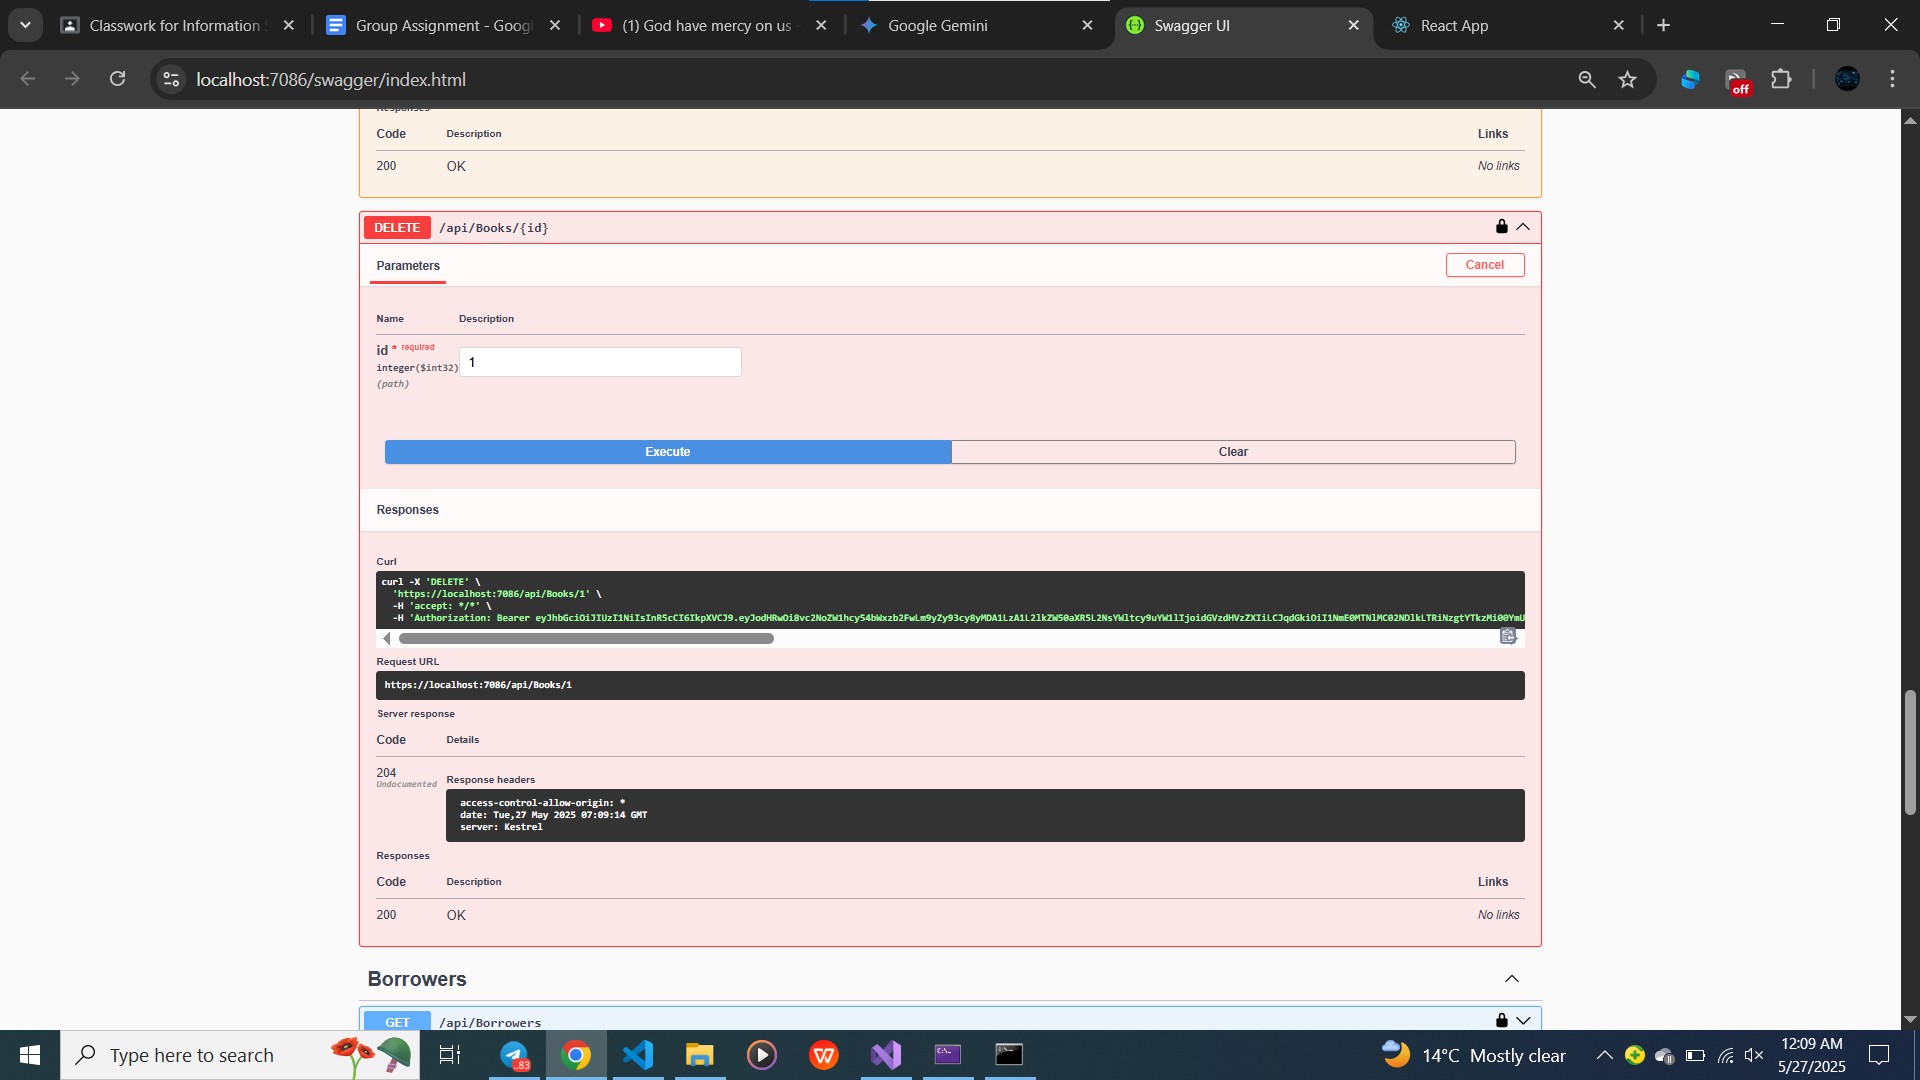 Classwork for Information
Group Assignment - Goog
(1) God have mercy on us
Google Gemini
Swagger UI
React App
localhost:7086/swagger/index.html
off
Responses
Code Description Links
200 OK No links
DELETE /api/Books/{id}
Parameters
Cancel
Name Description
id * required
integer($int32)
(path)
1
Execute
Clear
Responses
Curl
curl -X 'DELETE' \
'https://localhost:7086/api/Books/1' \
-H 'accept: */*' \
-H 'Authorization: Bearer
Request URL
https://localhost:7086/api/Books/1
Server response
Code Details
204
Undocumented
Response headers
access-control-allow-origin: *
date: Tue,27 May 2025 07:09:14 GMT
server: Kestrel
Responses
Code Description Links
200 OK No links
Borrowers
GET /api/Borrowers
Type here to search
83
14°C Mostly clear
12:09 AM
5/27/2025